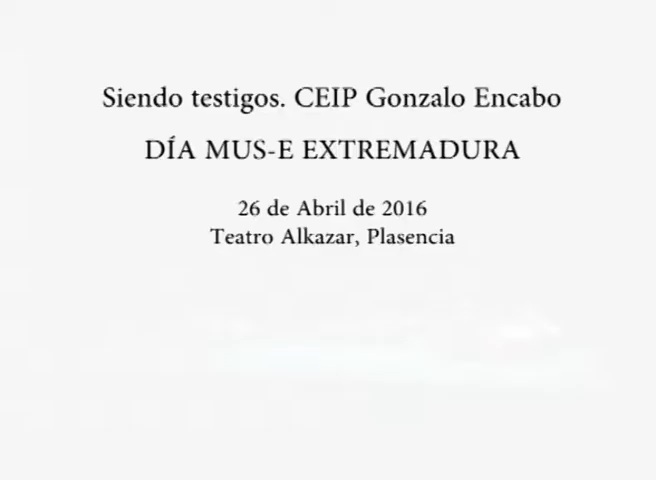 Siendo testigos. CEIP Gonzalo Encabo
DÍA MUS-E EXTREMADURA
26 de Abril de 2016
Teatro Alkazar, Plasencia